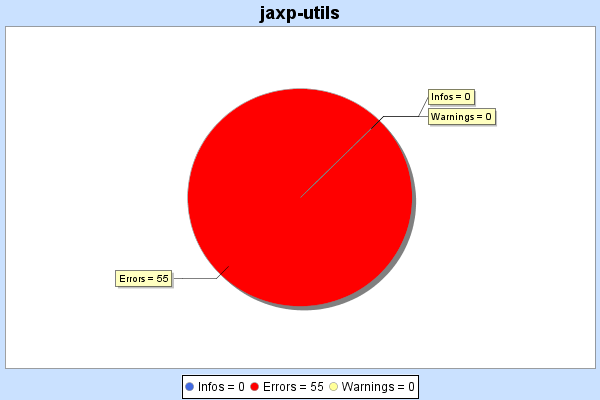 jaxp-utils
Infos = 0
Warnings = 0
Errors = 55
Infos = 0 Errors = 55 Warnings = 0